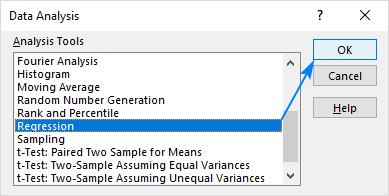 Data Analysis ? ×
Analysis Tools
OK
Fourier Analysis
Histogram
Moving Average
Random Number Generation
Rank and Percentile
Regression
Sampling
t-Test: Paired Two Sample for Means
t-Test: Two-Sample Assuming Equal Variances
t-Test: Two-Sample Assuming Unequal Variances
Cancel
Help